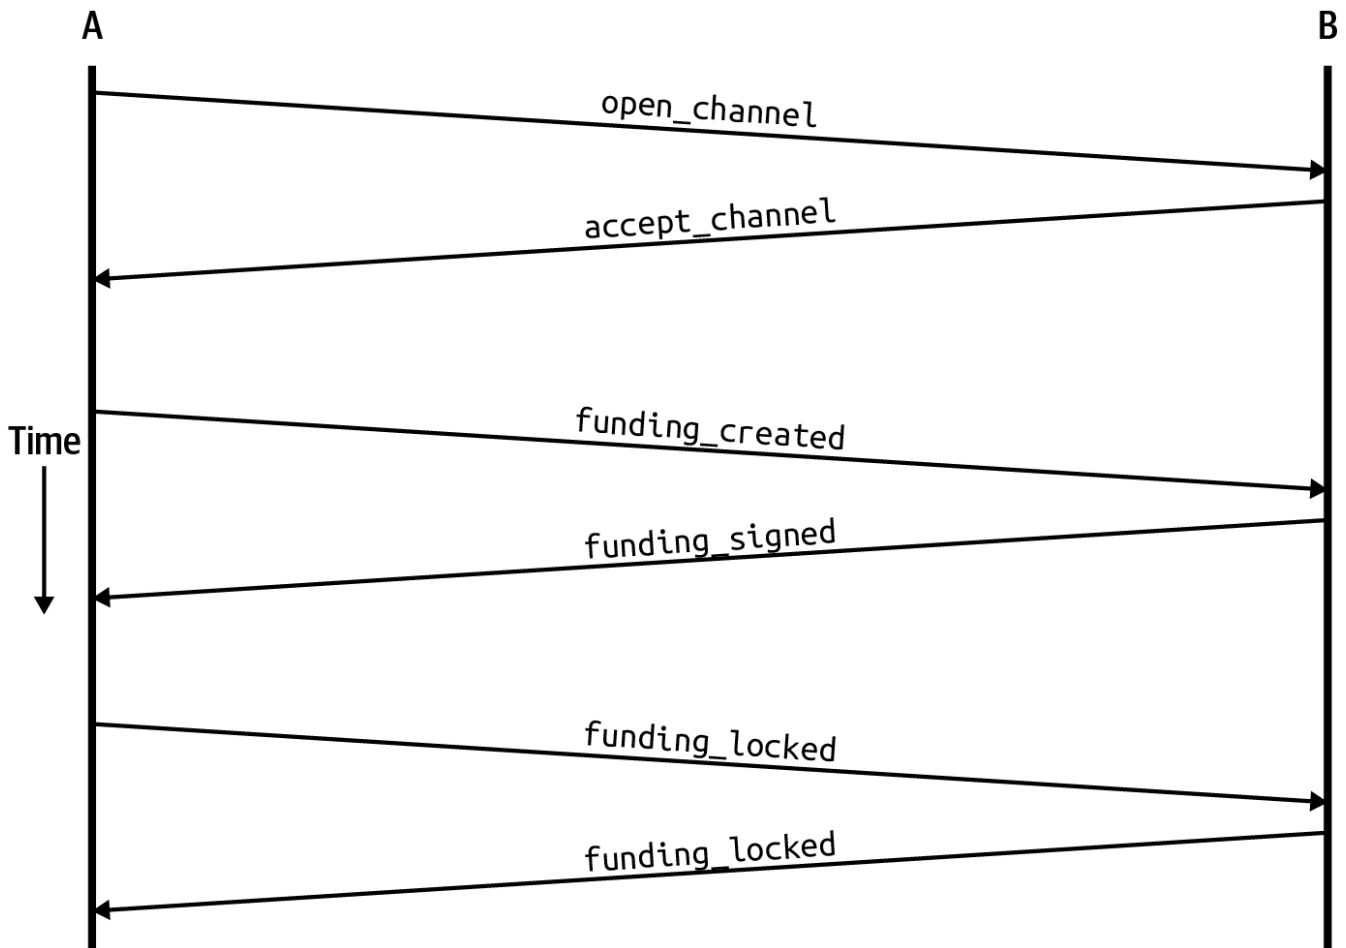 A
B
open_channel
accept_channel
funding_created
Time
funding_signed
funding_locked
funding_locked